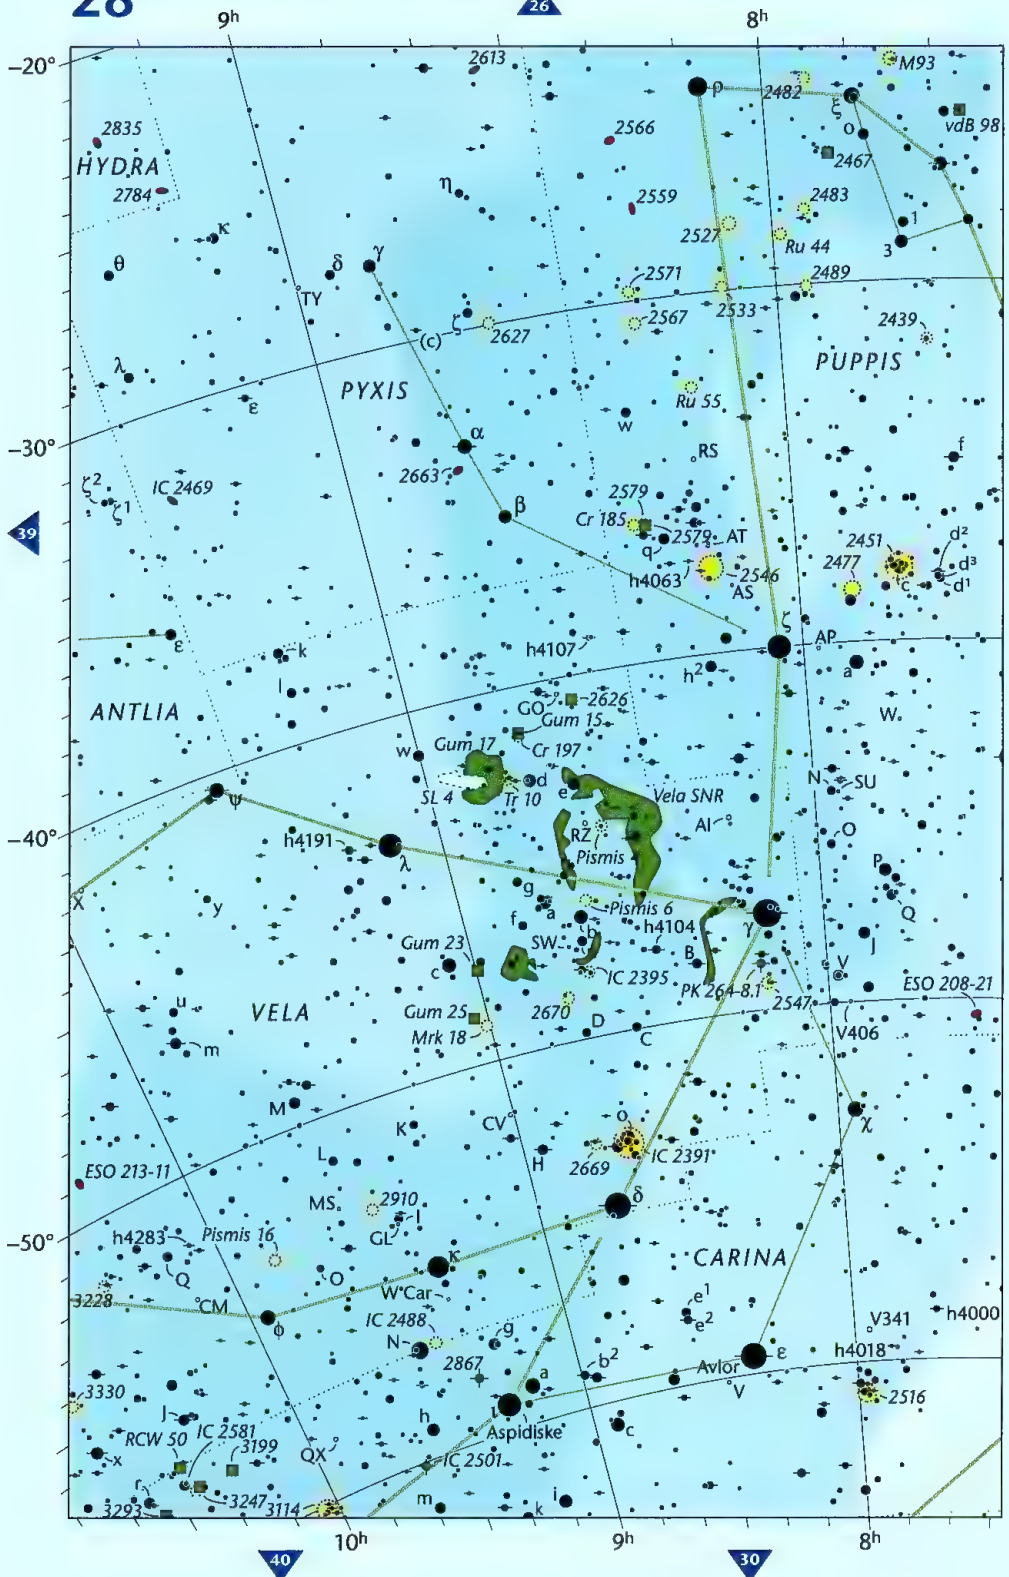 28
9h
26
8h
−20°
2613
M93
2482
ρ
ξ
ο
vdB 98
2835
2566
2467
HYDRA
2784
η
2559
2483
1
κ
2527
Ru 44
3
θ
δ
γ
TY
2571
2489
ζ
2627
2567
2533
2439
(c)
PUPPIS
λ
PYXIS
ε
Ru 55
w
α
RS
f
−30°
2663
ζ² ζ¹
IC 2469
β
2579
Cr 185
2579
q
AT
2451
d²
39
2477
c
d³
d¹
h4063
2546
AS
ζ
ε
h4107
AP
k
h²
a
l
GO
2626
ANTLIA
Gum 15
W
w
Gum 17
Cr 197
SL 4
Tr 10
d
e
Vela SNR
N
SU
ψ
AI
RZ
Pismis
O
−40°
h4191
λ
P
X
y
g
a
Pismis 6
Q
f
b
h4104
γ
J
Gum 23
SW
c
IC 2395
B
V
PK 264-8.1
2547
ESO 208-21
u
VELA
Gum 25
2670
Mrk 18
D
C
V406
m
M
CV
K
ο
χ
L
H
2669
IC 2391
ESO 213-11
MS
2910
I
δ
GL
h4283
Pismis 16
−50°
Q
O
κ
CARINA
W Car
e¹
e²
3228
CM
φ
h4000
V341
IC 2488
N
g
h4018
2867
b²
ε
Avior
a
V
3330
J
ι
2516
h
Aspidiske
c
RCW 50
IC 2581
3199
x
QX
IC 2501
r
3247
3293
3114
m
k
i
10h
9h
8h
40
30